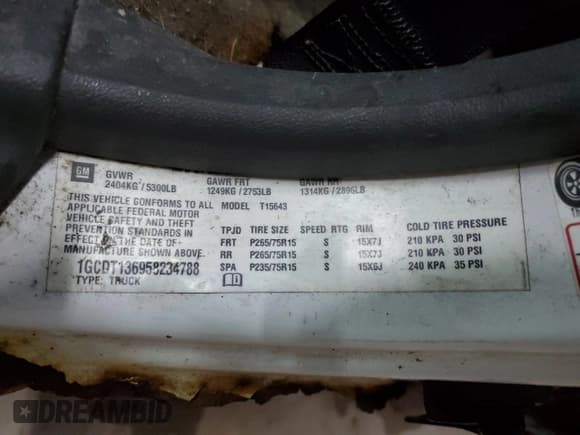 GM
GVWR GAWR FRT GAWR RR
2404KG / 5300LB 1249KG / 2753LB 1314KG / 2896LB
THIS VEHICLE CONFORMS TO ALL
APPLICABLE FEDERAL MOTOR
VEHICLE SAFETY AND THEFT
PREVENTION STANDARDS IN
EFFECT ON THE DATE OF
MANUFACTURE SHOWN ABOVE.
1GCDT136958234788
TYPE: TRUCK
MODEL T15643
TPJD TIRE SIZE SPEED RTG RIM COLD TIRE PRESSURE
FRT P265/75R15 S 15X7J 210 KPA 30 PSI
RR P265/75R15 S 15X7J 210 KPA 30 PSI
SPA P235/75R15 S 15X6J 240 KPA 35 PSI
DREAMBID